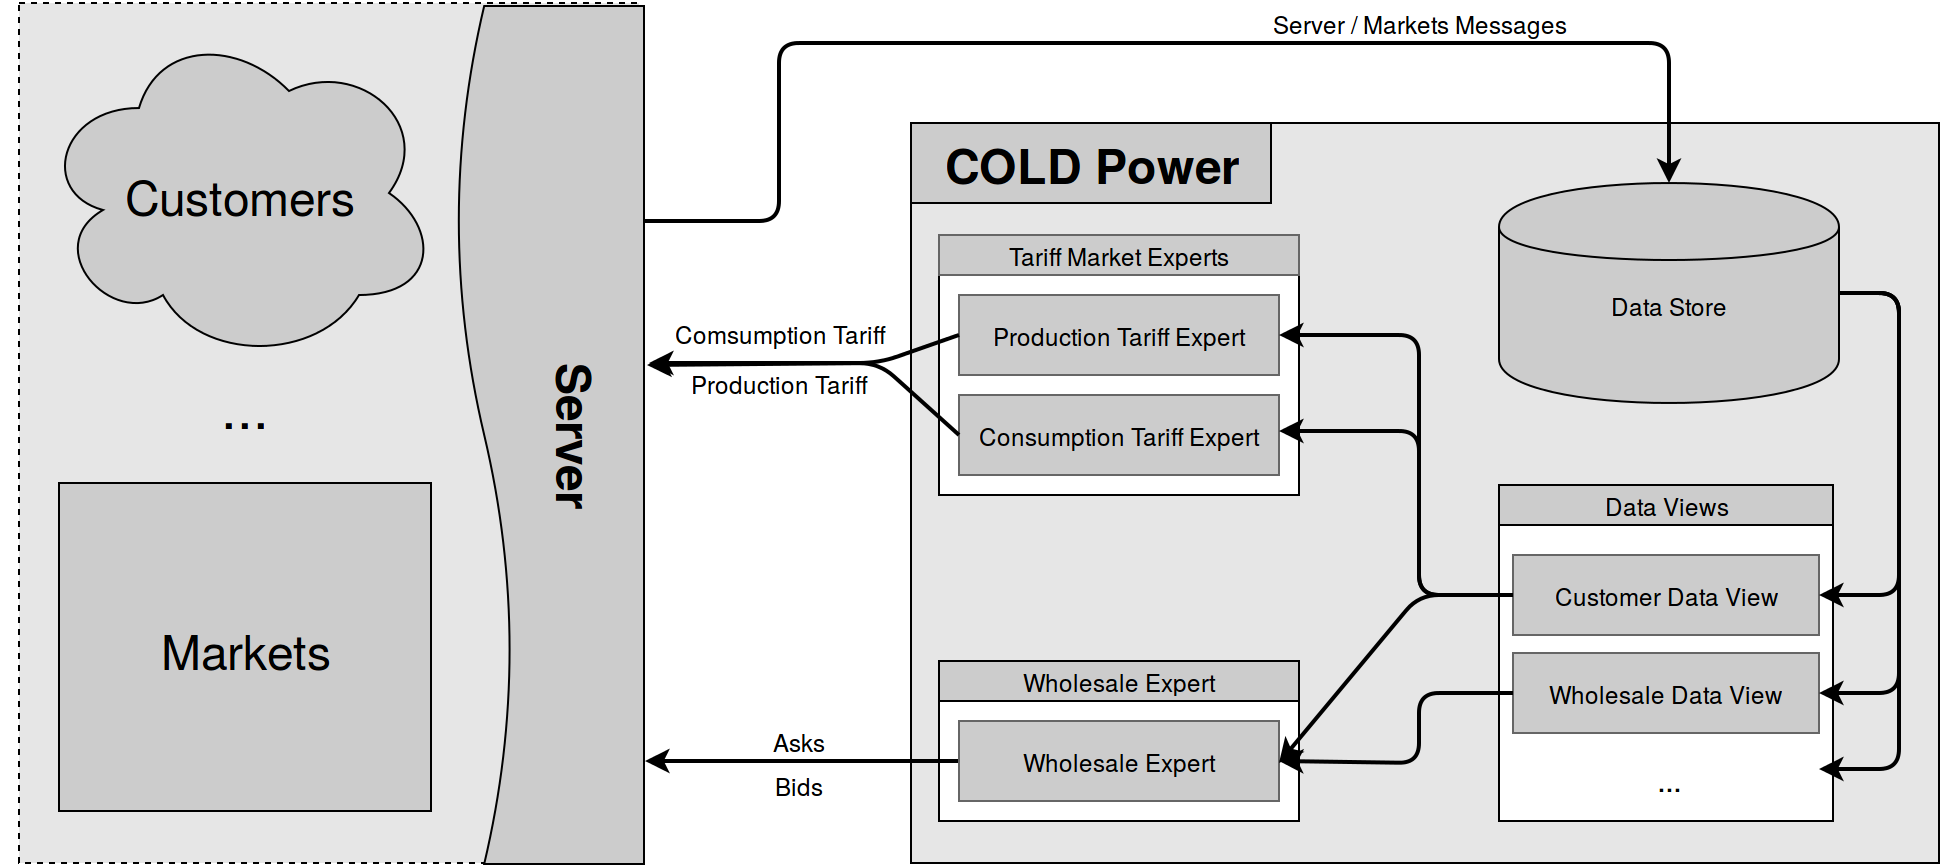 Server / Markets Messages
COLD Power
Customers
Tariff Market Experts
Production Tariff Expert
Consumption Tariff Expert
Data Store
Comsumption Tariff
Production Tariff
Server
...
Markets
Data Views
Customer Data View
Wholesale Data View
...
Wholesale Expert
Wholesale Expert
Asks
Bids